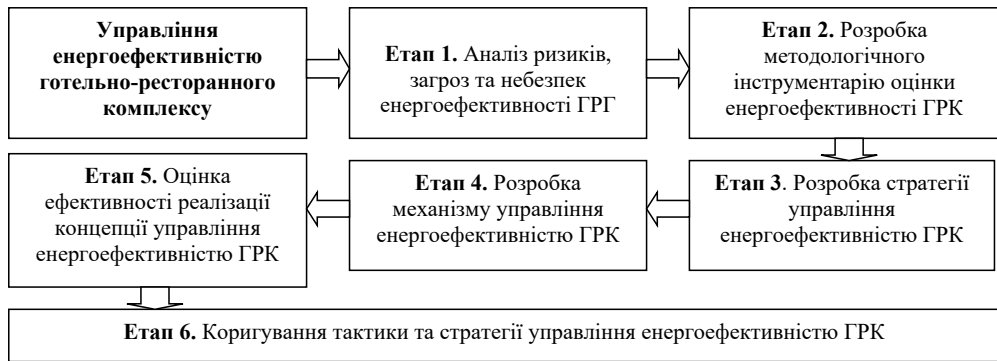 Управління
енергоефективністю
готельно-ресторанного
комплексу
Етап 1. Аналіз ризиків,
загроз та небезпек
енергоефективності ГРГ
Етап 2. Розробка
методологічного
інструментарію оцінки
енергоефективності ГРК
Етап 3. Розробка стратегії
управління
енергоефективністю ГРК
Етап 4. Розробка
механізму управління
енергоефективністю ГРК
Етап 5. Оцінка
ефективності реалізації
концепції управління
енергоефективністю ГРК
Етап 6. Коригування тактики та стратегії управління енергоефективністю ГРК